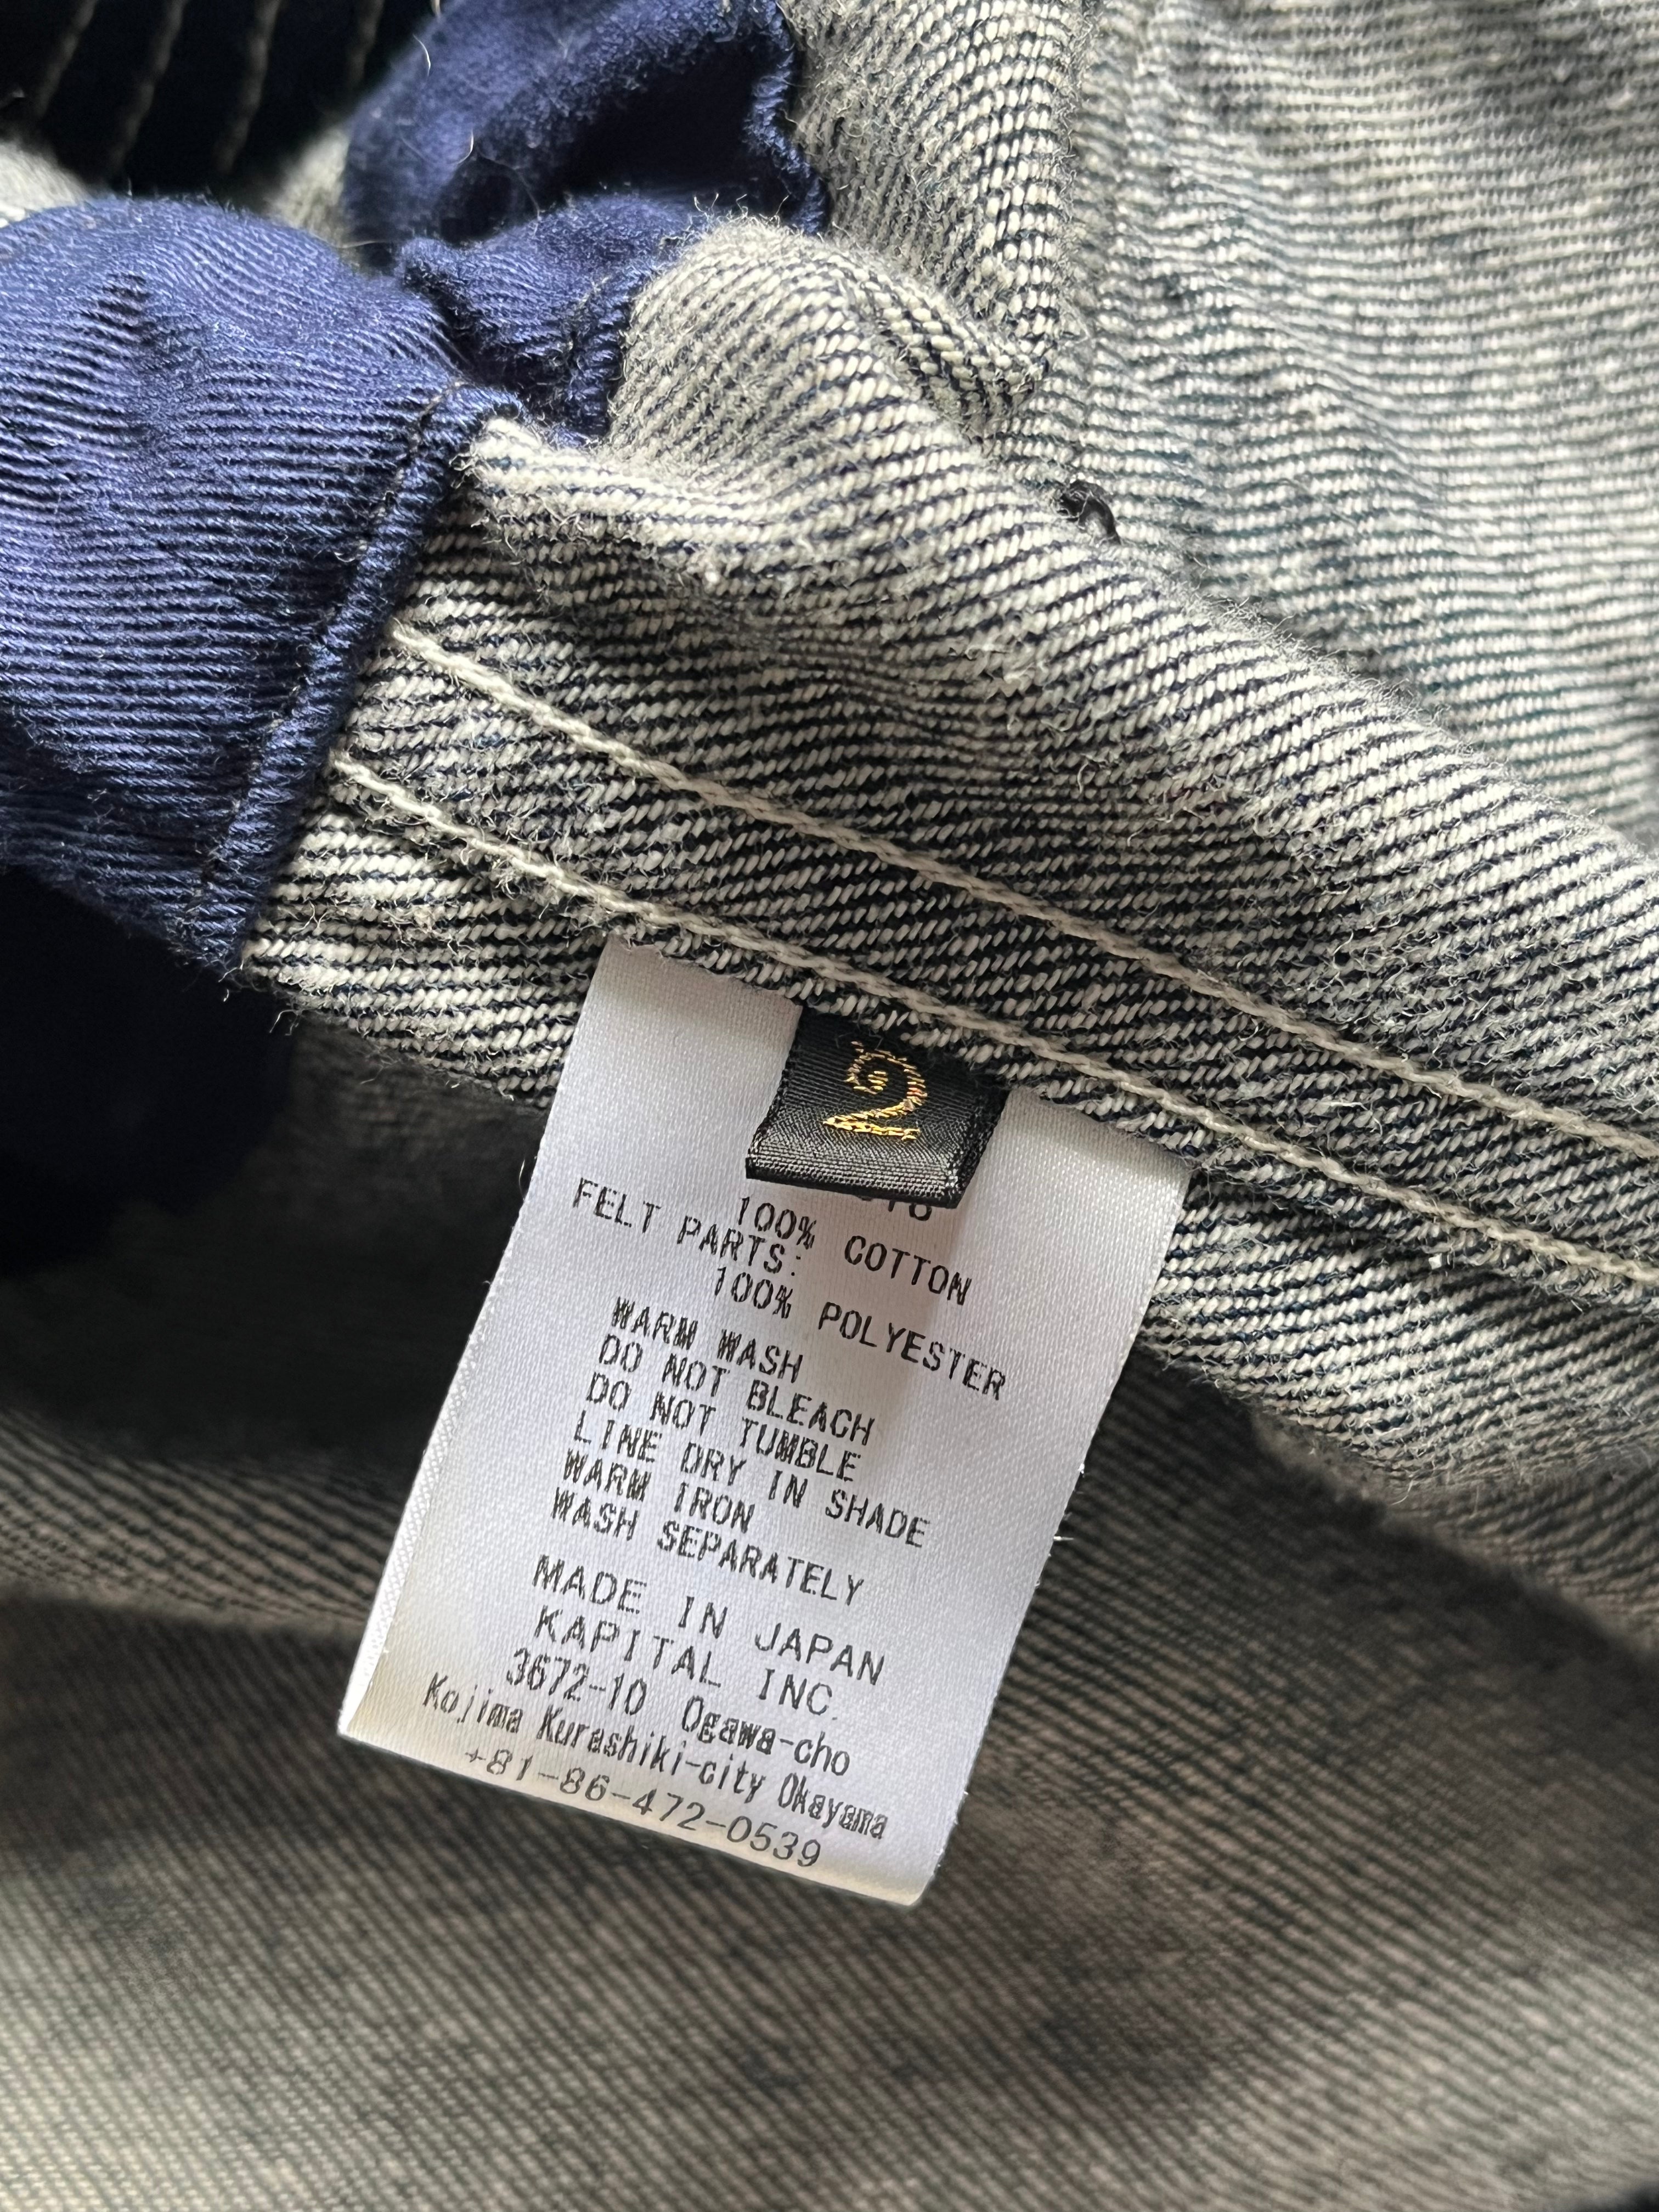 2
100% COTTON
FELT PARTS:
100% POLYESTER
WARM WASH
DO NOT BLEACH
DO NOT TUMBLE
LINE DRY IN SHADE
WARM IRON
WASH SEPARATELY
MADE IN JAPAN
KAPITAL INC.
3672-10 Ogawa-cho
Kojima Kurashiki-city Okayama
+81-86-472-0539